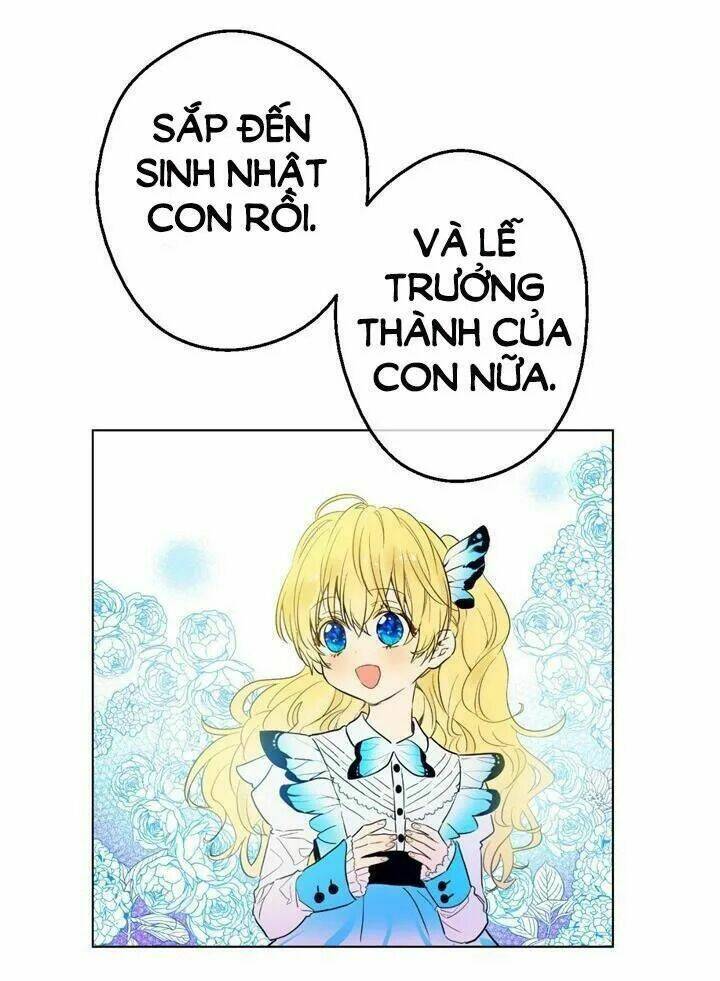 SẮP ĐẾN
SINH NHẬT
CON RỒI.
VÀ LỄ
TRƯỞNG
THÀNH CỦA
CON NỮA.